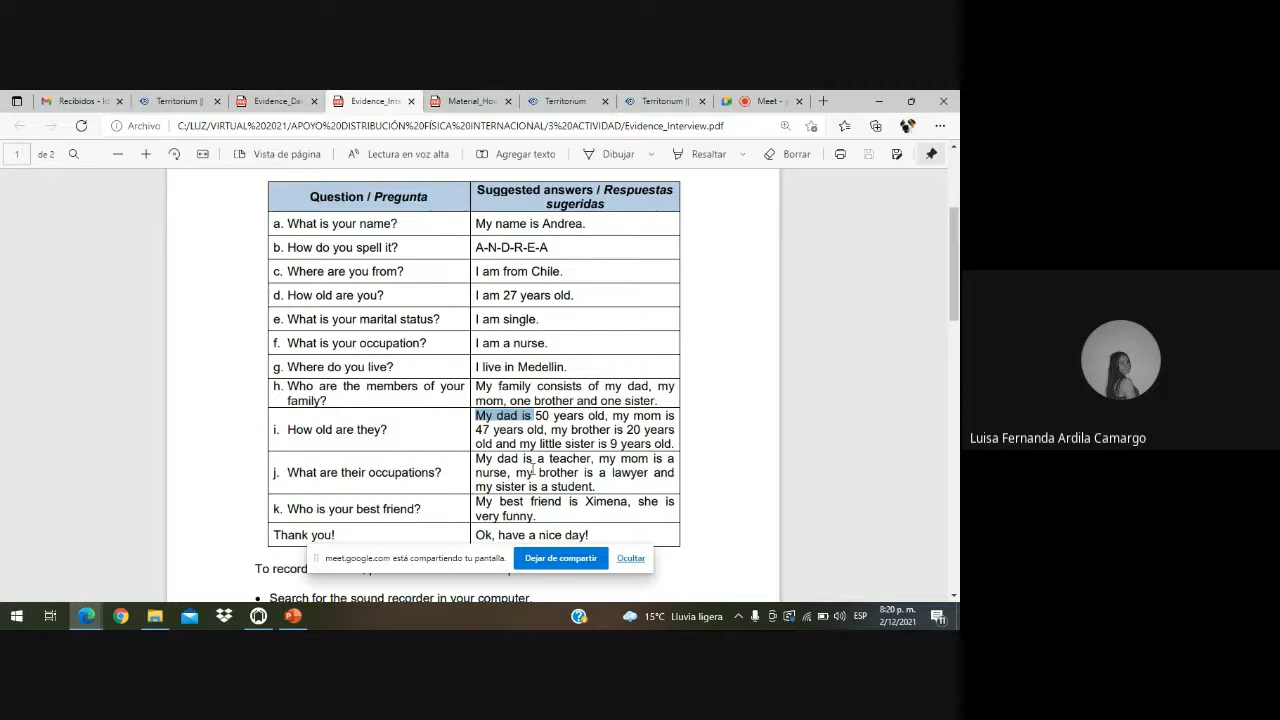 Recibidos - Id
Territorium ||
Evidence_Da
Evidence_Inte
Material_How
Territorium
Territorium ||
Meet -
Archivo
C:/LUZ/VIRTUAL%202021/APOYO%20DISTRIBUCIÓN%20FÍSICA%20INTERNACIONAL/3%20ACTIVIDAD/Evidence_Interview.pdf
1 de 2
Vista de página
Lectura en voz alta
Agregar texto
Dibujar
Resaltar
Borrar
Question / Pregunta
Suggested answers / Respuestas
sugeridas
a. What is your name?
My name is Andrea.
b. How do you spell it?
A-N-D-R-E-A
c. Where are you from?
I am from Chile.
d. How old are you?
I am 27 years old.
e. What is your marital status?
I am single.
f. What is your occupation?
I am a nurse.
g. Where do you live?
I live in Medellin.
h. Who are the members of your
family?
My family consists of my dad, my
mom, one brother and one sister.
i. How old are they?
My dad is 50 years old, my mom is
47 years old, my brother is 20 years
old and my little sister is 9 years old.
j. What are their occupations?
My dad is a teacher, my mom is a
nurse, my brother is a lawyer and
my sister is a student.
k. Who is your best friend?
My best friend is Ximena, she is
very funny.
Thank you!
Ok, have a nice day!
meet.google.com está compartiendo tu pantalla.
Dejar de compartir
Ocultar
To record
• Search for the sound recorder in your computer.
15°C Lluvia ligera
ESP
8:20 p. m.
2/12/2021
Luisa Fernanda Ardila Camargo